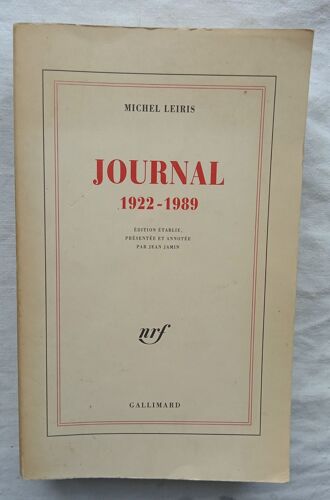 MICHEL LEIRIS
JOURNAL
1922-1989
ÉDITION ÉTABLIE,
PRÉSENTÉE ET ANNOTÉE
PAR JEAN JAMIN
nrf
GALLIMARD